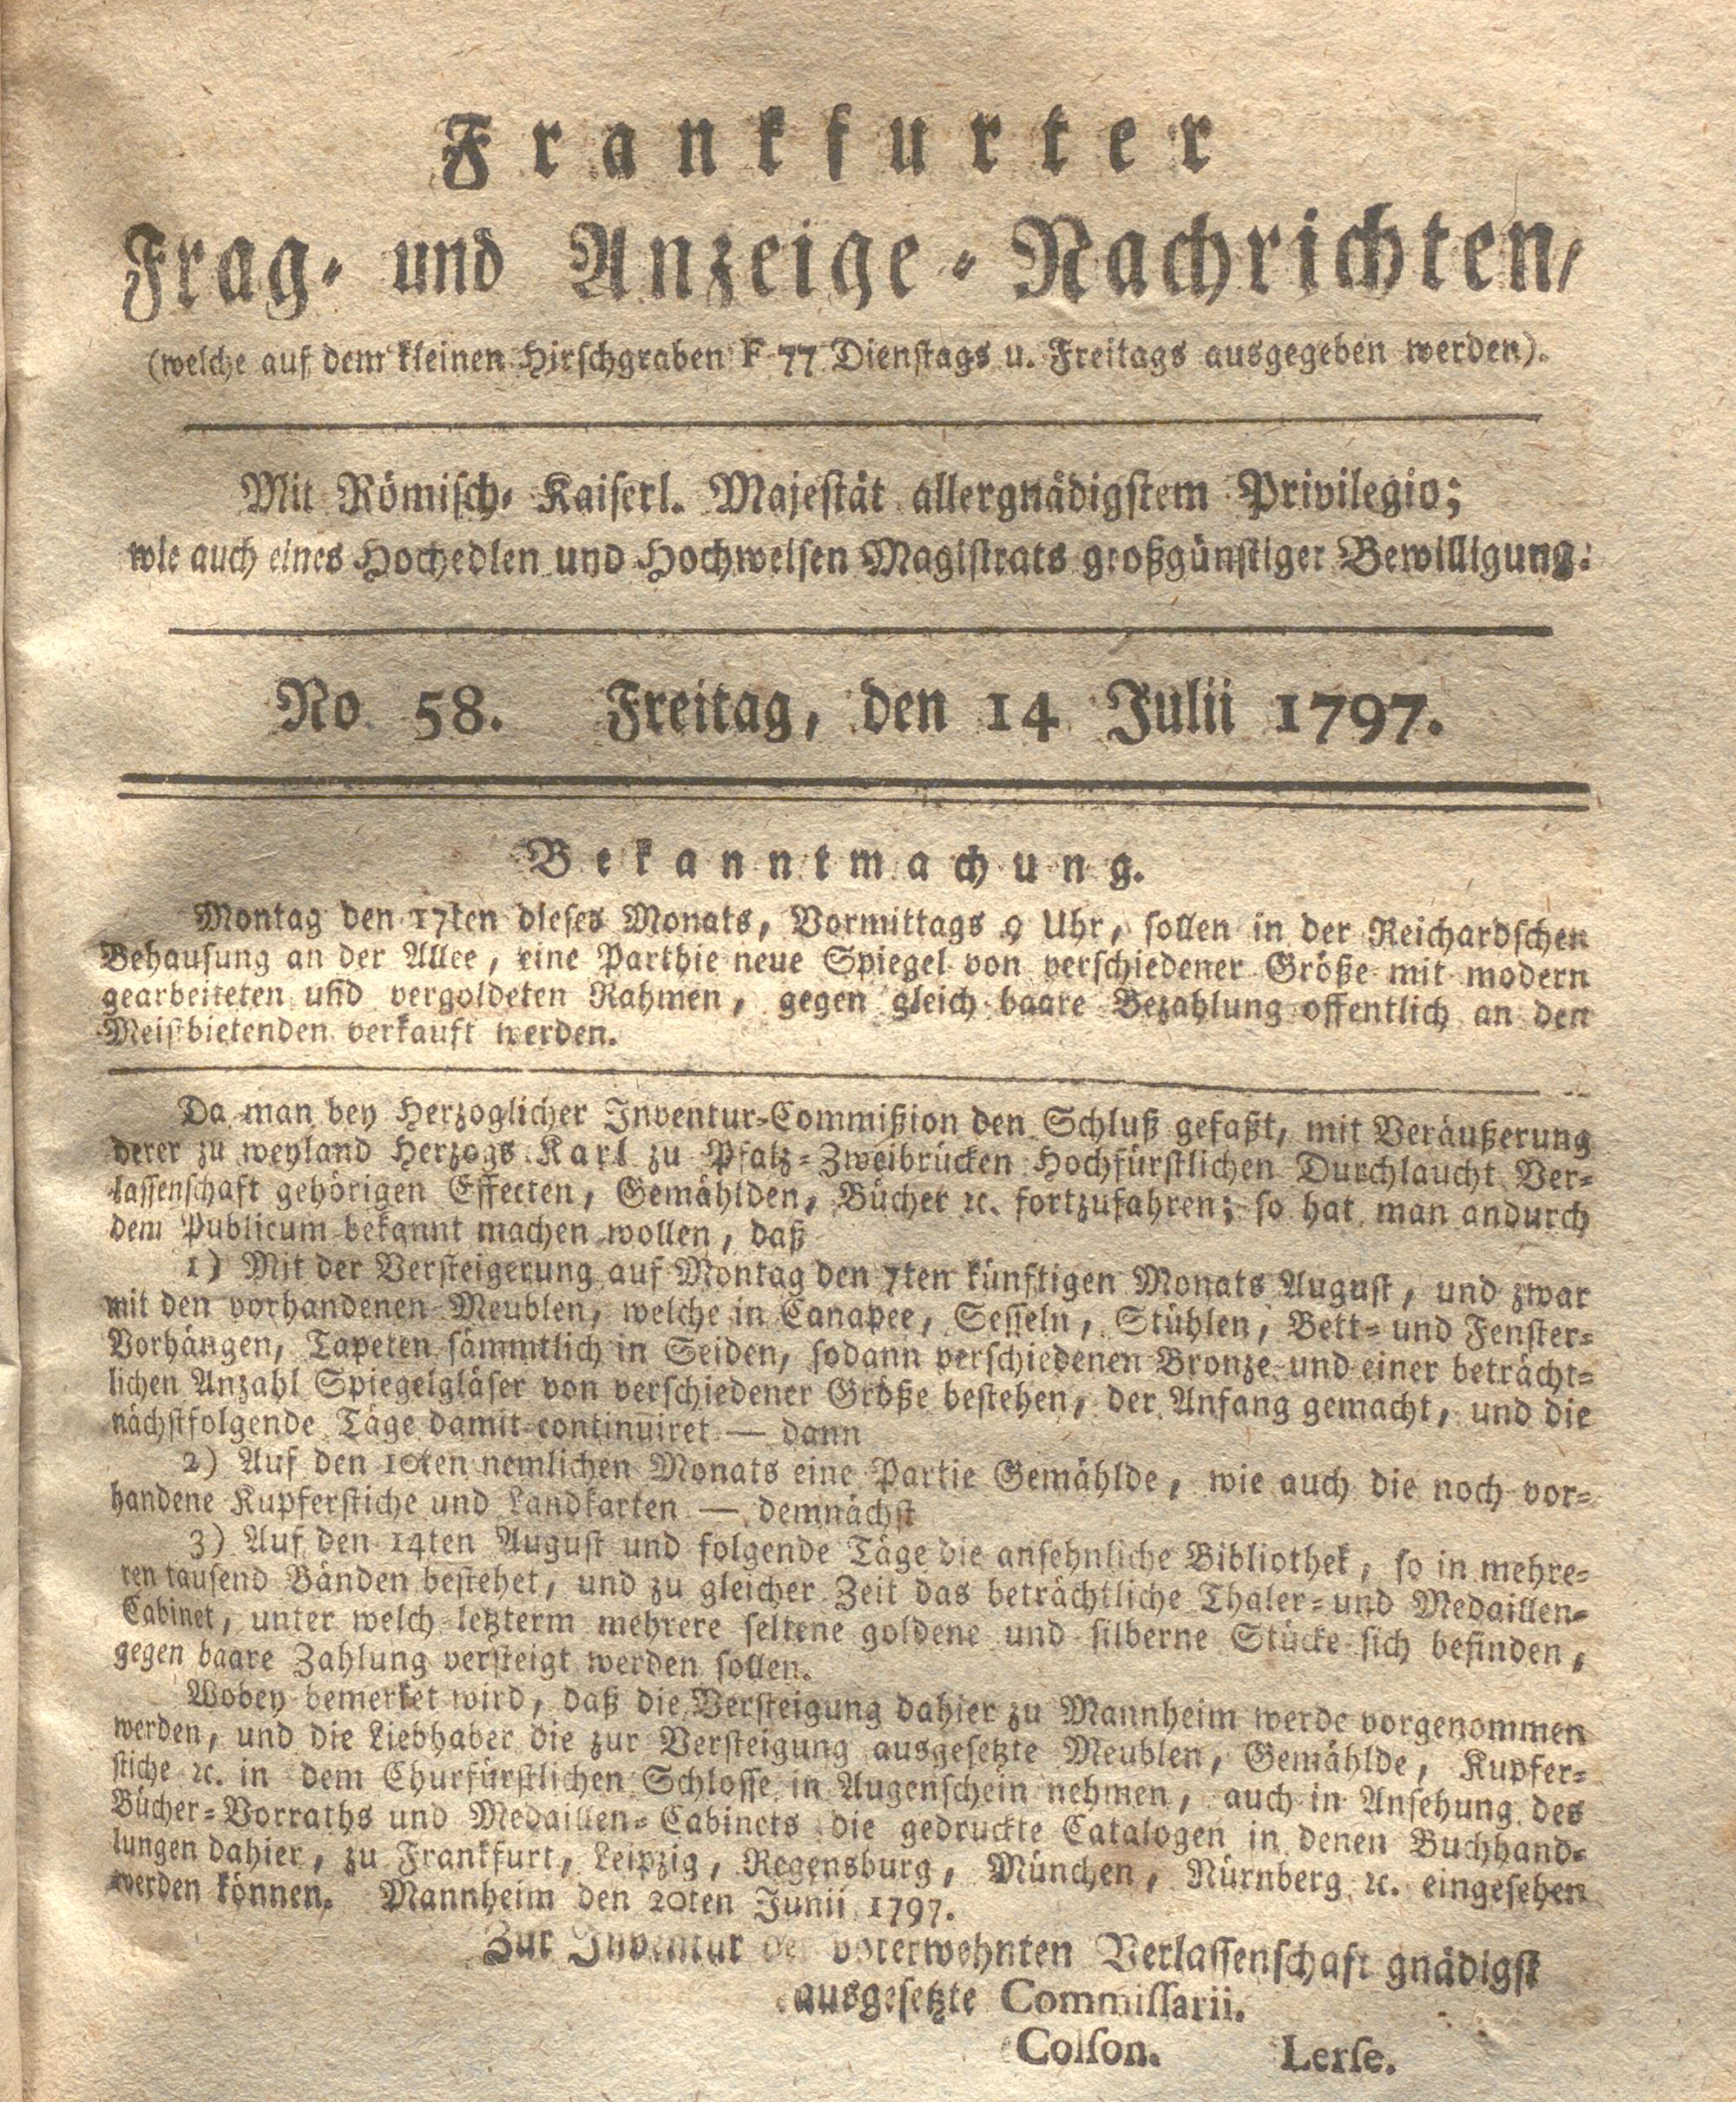 Frankfurter
Frag- und Anzeige-Nachrichten,
(welche auf dem kleinen Hirschgraben F 77 Dienstags u. Freitags ausgegeben werden).
Mit Römisch- Kaiserl. Majestät allergnädigstem Privilegio;
wie auch eines Hochedlen und Hochweisen Magistrats großgünstiger Bewilligung.
No 58. Freitag, den 14 Julii 1797.
Bekanntmachung.
Montag den 17ten dieses Monats, Vormittags 9 Uhr, sollen in der Reichardschen
Behausung an der Allee, eine Parthie neue Spiegel von verschiedener Größe mit modern
gearbeiteten und vergoldeten Rahmen, gegen gleich baare Bezahlung offentlich an den
Meistbietenden verkauft werden.
Da man bey Herzoglicher Inventur-Commißion den Schluß gefaßt, mit Veräußerung
derer zu weyland Herzogs Karl zu Pfalz-Zweibrücken Hochfürstlichen Durchlaucht Ver-
lassenschaft gehörigen Effecten, Gemählden, Bücher ꝛc. fortzufahren; so hat man andurch
dem Publicum bekannt machen wollen, daß
1) Mit der Versteigerung auf Montag den 7ten künftigen Monats August, und zwar
mit den vorhandenen Meublen, welche in Canapee, Sesseln, Stühlen, Bett- und Fenster-
Vorhängen, Tapeten sämmtlich in Seiden, sodann verschiedenen Bronze und einer beträcht-
lichen Anzahl Spiegelgläser von verschiedener Größe bestehen, der Anfang gemacht, und die
nächstfolgende Täge damit continuiret — dann
2) Auf den 10ten nemlichen Monats eine Partie Gemählde, wie auch die noch vor-
handene Kupferstiche und Landkarten — demnächst
3) Auf den 14ten August und folgende Täge die ansehnliche Bibliothek, so in mehre-
ren tausend Bänden bestehet, und zu gleicher Zeit das beträchtliche Thaler- und Medaillen-
Cabinet, unter welch letzterm mehrere seltene goldene und silberne Stücke sich befinden,
gegen baare Zahlung versteigt werden sollen.
Wobey bemerket wird, daß die Versteigung dahier zu Mannheim werde vorgenommen
werden, und die Liebhaber die zur Versteigung ausgesetzte Meublen, Gemählde, Kupfer-
stiche ꝛc. in dem Churfürstlichen Schlosse in Augenschein nehmen, auch in Ansehung des
Bücher-Vorraths und Medaillen-Cabinets die gedruckte Catalogen in denen Buchhand-
lungen dahier, zu Frankfurt, Leipzig, Regensburg, München, Nürnberg ꝛc. eingesehen
werden können. Mannheim den 20ten Junii 1797.
Zur Inventur der vorerwehnten Verlassenschaft gnädigst
ausgesetzte Commissarii.
Colson. Lerse.